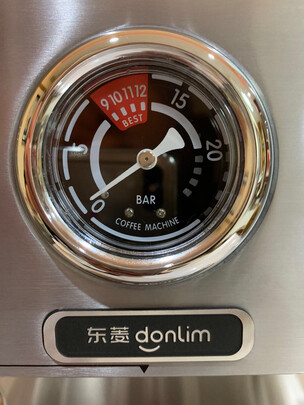 9 10 11 12
BEST
15
20
5
0
BAR
COFFEE MACHINE
东菱 donlim